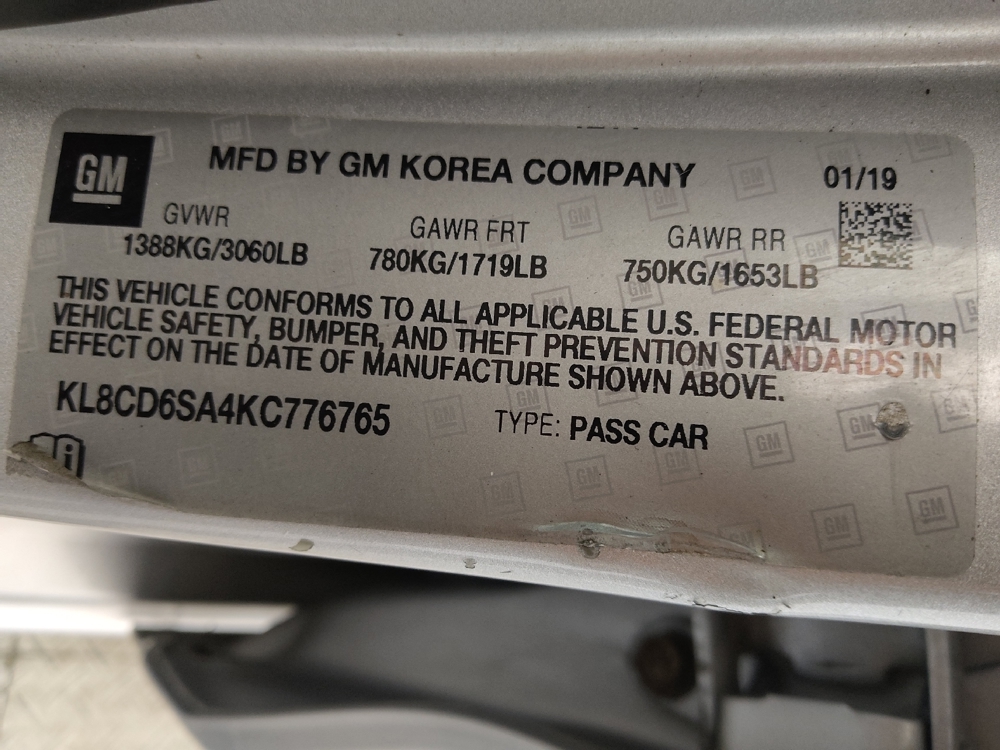 GM
MFD BY GM KOREA COMPANY
01/19
GVWR
1388KG/3060LB
GAWR FRT
780KG/1719LB
GAWR RR
750KG/1653LB
THIS VEHICLE CONFORMS TO ALL APPLICABLE U.S. FEDERAL MOTOR
VEHICLE SAFETY, BUMPER, AND THEFT PREVENTION STANDARDS IN
EFFECT ON THE DATE OF MANUFACTURE SHOWN ABOVE.
KL8CD6SA4KC776765
TYPE: PASS CAR